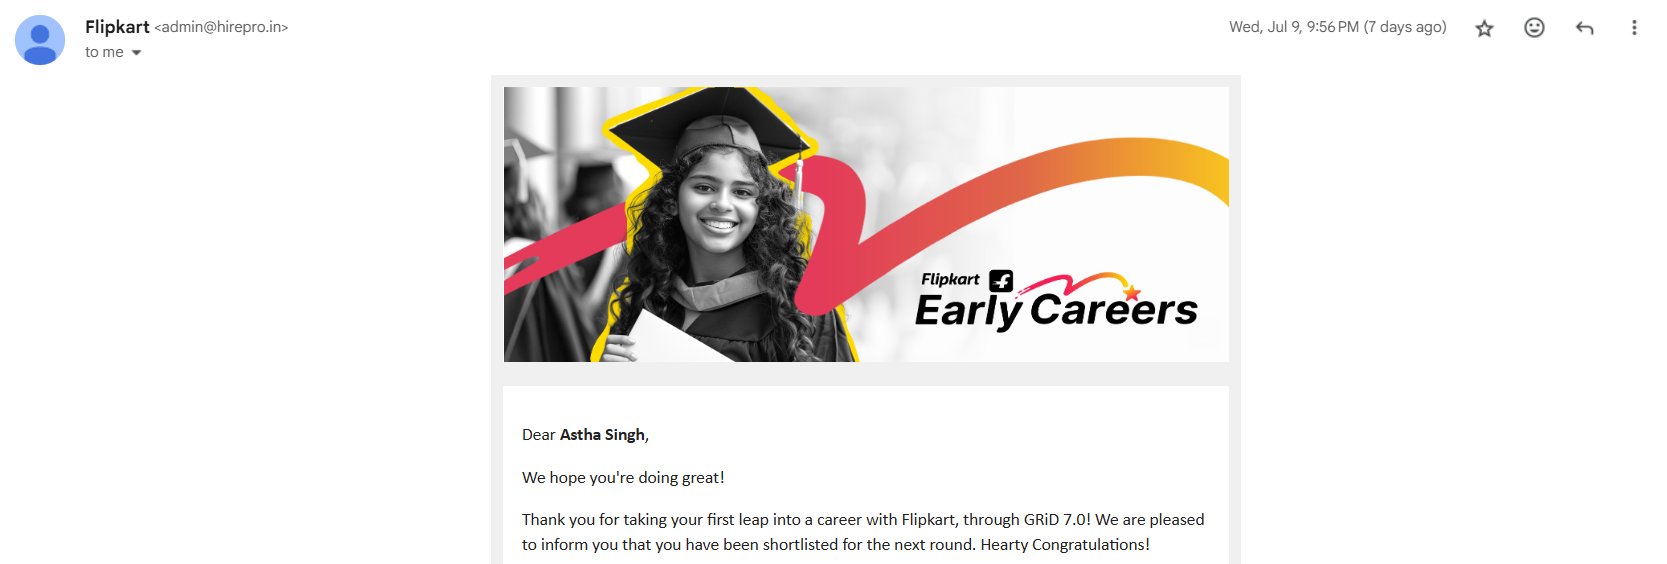 Flipkart <admin@hirepro.in>
Wed, Jul 9, 9:56 PM (7 days ago)
to me
Flipkart
Early Careers
Dear Astha Singh,
We hope you're doing great!
Thank you for taking your first leap into a career with Flipkart, through GRiD 7.0! We are pleased
to inform you that you have been shortlisted for the next round. Hearty Congratulations!